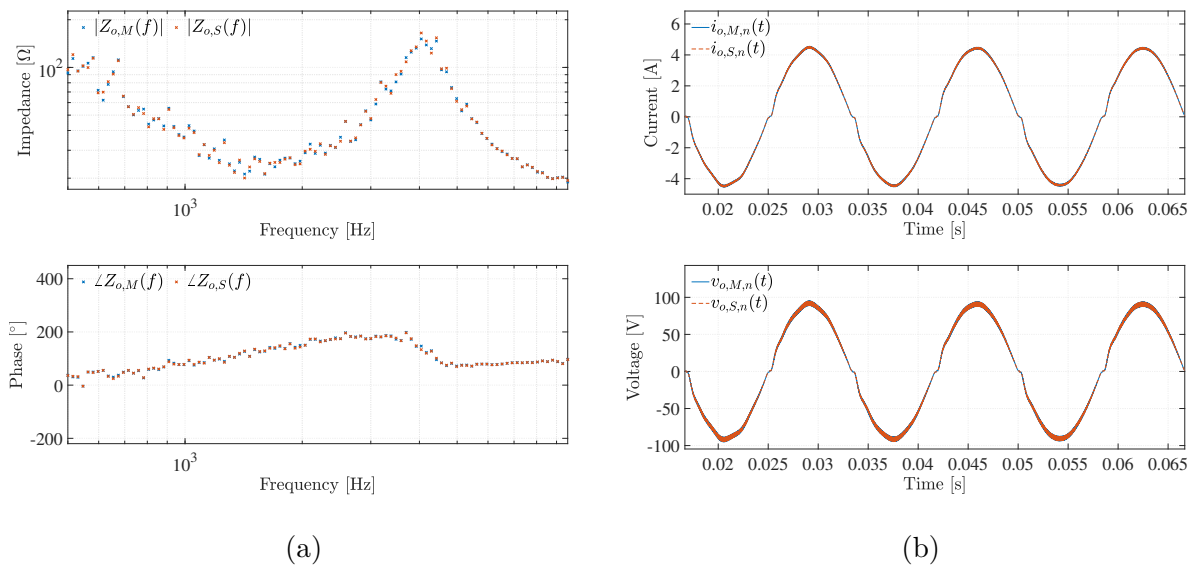 |Z_{o,M}(f)| |Z_{o,S}(f)|
10^2
Impedance [Ω]
10^3
Frequency [Hz]
∠Z_{o,M}(f) ∠Z_{o,S}(f)
400
200
0
-200
Phase [°]
10^3
Frequency [Hz]
(a)
i_{o,M,n}(t)
i_{o,S,n}(t)
6
4
2
0
-2
-4
Current [A]
0.02 0.025 0.03 0.035 0.04 0.045 0.05 0.055 0.06 0.065
Time [s]
v_{o,M,n}(t)
v_{o,S,n}(t)
100
50
0
-50
-100
Voltage [V]
0.02 0.025 0.03 0.035 0.04 0.045 0.05 0.055 0.06 0.065
Time [s]
(b)